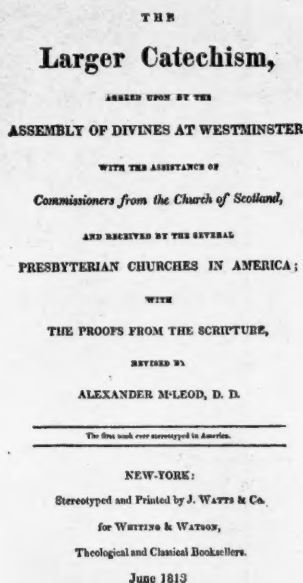 THE
Larger Catechism,
AGREED UPON BY THE
ASSEMBLY OF DIVINES AT WESTMINSTER
WITH THE ASSISTANCE OF
Commissioners from the Church of Scotland,
AND RECEIVED BY THE SEVERAL
PRESBYTERIAN CHURCHES IN AMERICA;
WITH
THE PROOFS FROM THE SCRIPTURE,
REVISED BY
ALEXANDER M‘LEOD, D. D.
The first book ever stereotyped in America.
NEW-YORK:
Stereotyped and Printed by J. WATTS & Co.
for WHITING & WATSON,
Theological and Classical Booksellers.
June 1813